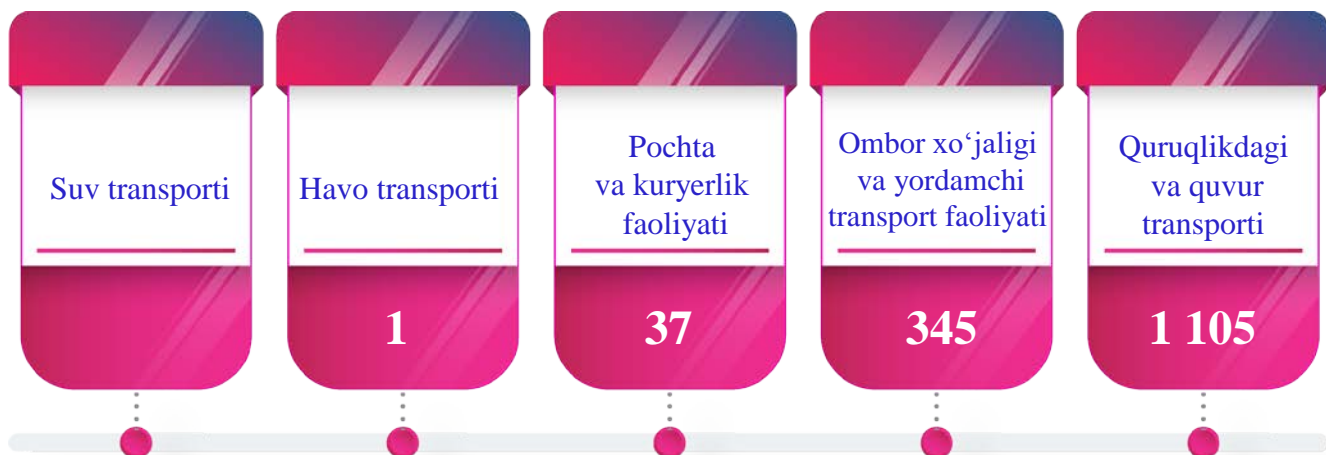 Suv transporti
Havo transporti
1
Pochta
va kuryerlik
faoliyati
37
Ombor xo‘jaligi
va yordamchi
transport faoliyati
345
Quruqlikdagi
va quvur
transporti
1 105